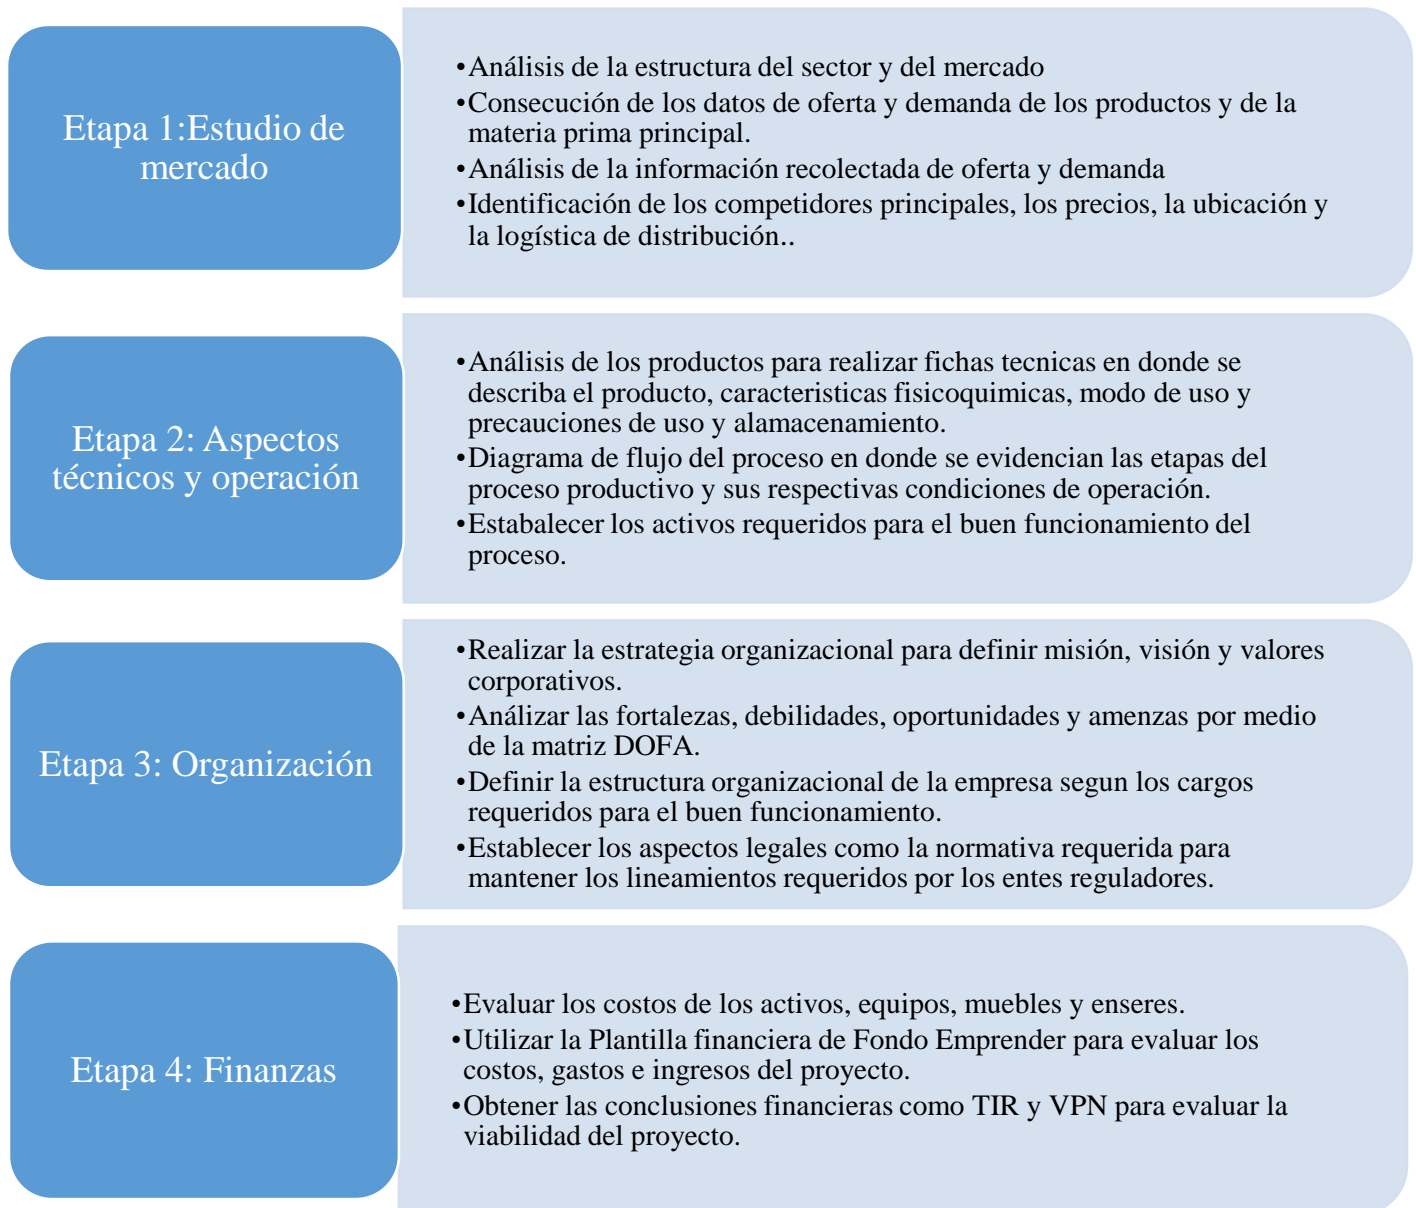 Etapa 1:Estudio de
mercado
•Análisis de la estructura del sector y del mercado
•Consecución de los datos de oferta y demanda de los productos y de la
materia prima principal.
•Análisis de la información recolectada de oferta y demanda
•Identificación de los competidores principales, los precios, la ubicación y
la logística de distribución..
Etapa 2: Aspectos
técnicos y operación
•Análisis de los productos para realizar fichas tecnicas en donde se
describa el producto, caracteristicas fisicoquimicas, modo de uso y
precauciones de uso y alamacenamiento.
•Diagrama de flujo del proceso en donde se evidencian las etapas del
proceso productivo y sus respectivas condiciones de operación.
•Estabalecer los activos requeridos para el buen funcionamiento del
proceso.
Etapa 3: Organización
•Realizar la estrategia organizacional para definir misión, visión y valores
corporativos.
•Análizar las fortalezas, debilidades, oportunidades y amenzas por medio
de la matriz DOFA.
•Definir la estructura organizacional de la empresa segun los cargos
requeridos para el buen funcionamiento.
•Establecer los aspectos legales como la normativa requerida para
mantener los lineamientos requeridos por los entes reguladores.
Etapa 4: Finanzas
•Evaluar los costos de los activos, equipos, muebles y enseres.
•Utilizar la Plantilla financiera de Fondo Emprender para evaluar los
costos, gastos e ingresos del proyecto.
•Obtener las conclusiones financieras como TIR y VPN para evaluar la
viabilidad del proyecto.